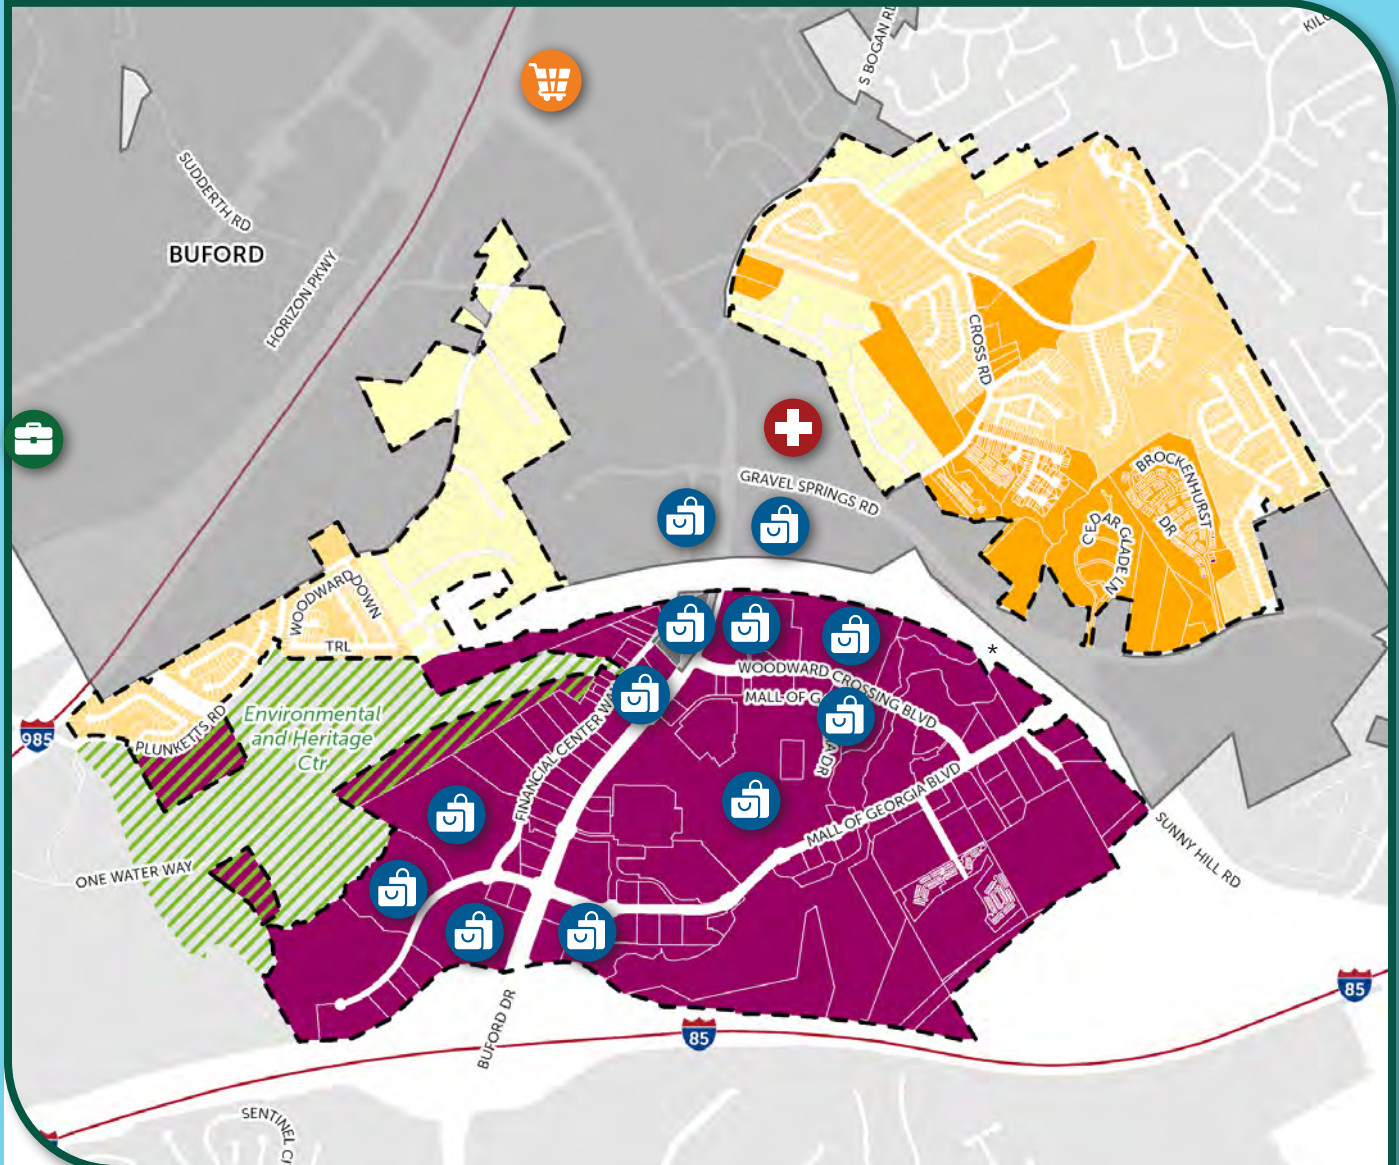 S BOGAN RD
SUDDERTH RD
BUFORD
HORIZON PKWY
CROSS RD
GRAVEL SPRINGS RD
BROCKENHURST
DR
CEDAR GLADE LN
WOODWARD
DOWN
TRL
*
WOODWARD CROSSING BLVD
MALL OF
PLUNKETTS RD
Environmental
and Heritage
Ctr
985
FINANCIAL CENTER WAY
DR
MALL OF GEORGIA BLVD
SUNNY HILL RD
ONE WATER WAY
BUFORD DR
85
85
SENTINEL